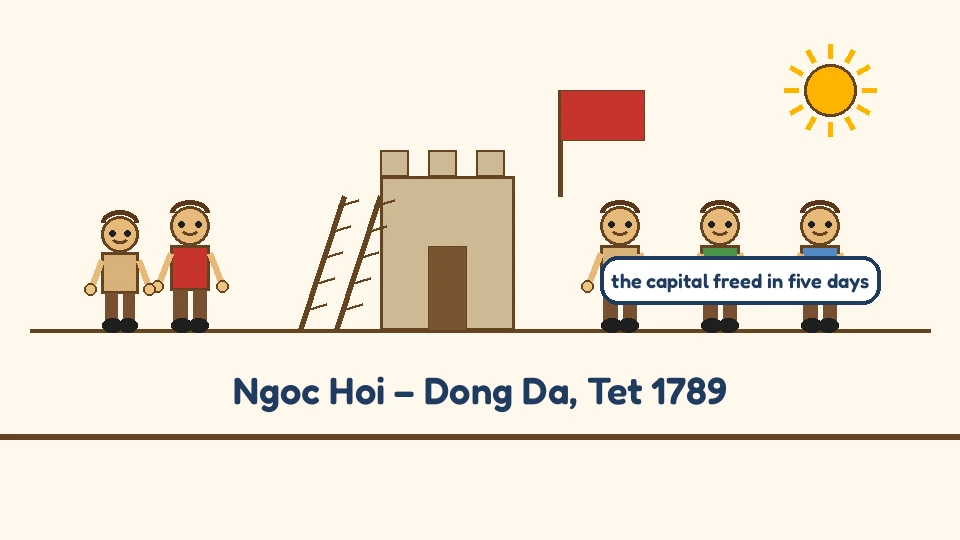 the capital freed in five days
Ngoc Hoi – Dong Da, Tet 1789